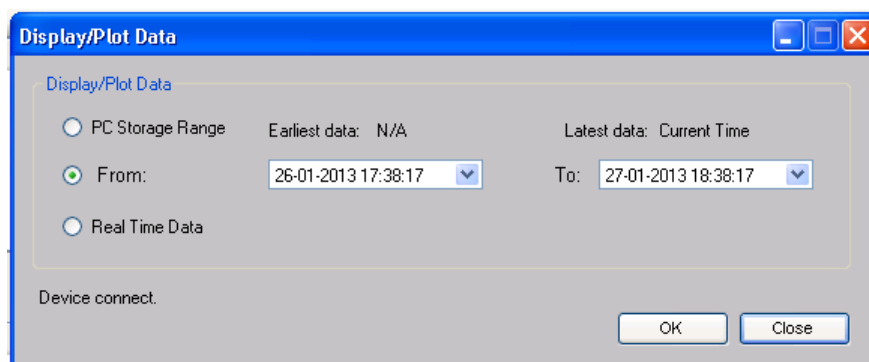 Display/Plot Data
Display/Plot Data
PC Storage Range Earliest data: N/A Latest data: Current Time
From: 26-01-2013 17:38:17 To: 27-01-2013 18:38:17
Real Time Data
Device connect.
OK Close